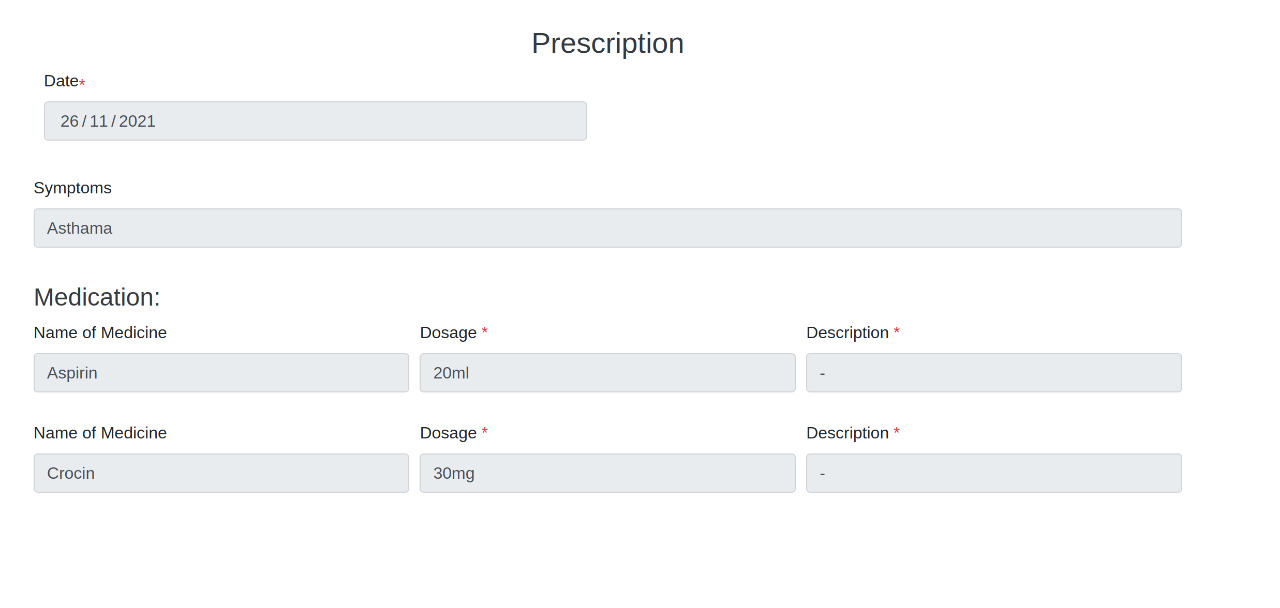 Prescription
Date*
26/11/2021
Symptoms
Asthama
Medication:
Name of Medicine Dosage * Description *
Aspirin 20ml -
Name of Medicine Dosage * Description *
Crocin 30mg -